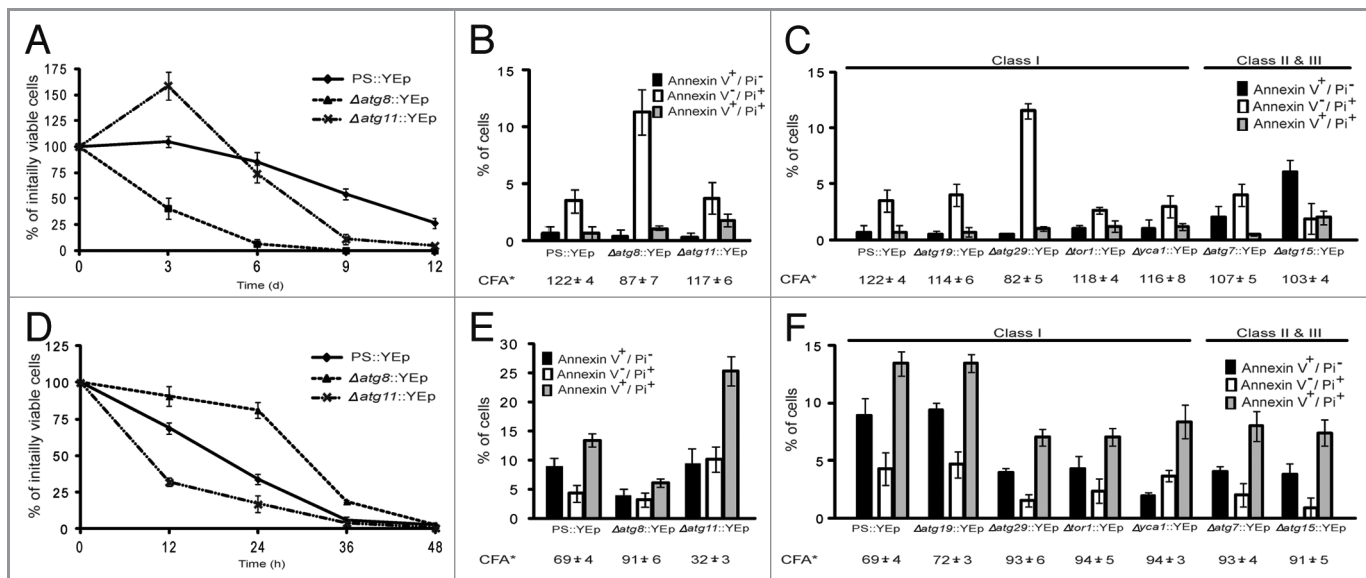 A
% of initailly viable cells
175
150
125
100
75
50
25
0
0 3 6 9 12
Time (d)
PS::YEp
Δatg8::YEp
Δatg11::YEp
B
% of cells
15
10
5
0
Annexin V+/ Pi-
Annexin V-/ Pi+
Annexin V+/ Pi+
PS::YEp Δatg8::YEp Δatg11::YEp
CFA* 122± 4 87± 7 117± 6
C
Class I Class II & III
% of cells
15
10
5
0
Annexin V+/ Pi-
Annexin V-/ Pi+
Annexin V+/ Pi+
PS::YEp Δatg19::YEp Δatg29::YEp Δtor1::YEp Δyca1::YEp Δatg7::YEp Δatg15::YEp
CFA* 122± 4 114± 6 82± 5 118± 4 116± 8 107± 5 103± 4
D
% of initailly viable cells
125
100
75
50
25
0
0 12 24 36 48
Time (h)
PS::YEp
Δatg8::YEp
Δatg11::YEp
E
% of cells
30
25
20
15
10
5
0
Annexin V+/ Pi-
Annexin V-/ Pi+
Annexin V+/ Pi+
PS::YEp Δatg8::YEp Δatg11::YEp
CFA* 69± 4 91± 6 32± 3
F
Class I Class II & III
% of cells
15
10
5
0
Annexin V+/ Pi-
Annexin V-/ Pi+
Annexin V+/ Pi+
PS::YEp Δatg19::YEp Δatg29::YEp Δtor1::YEp Δyca1::YEp Δatg7::YEp Δatg15::YEp
CFA* 69± 4 72± 3 93± 6 94± 5 94± 3 93± 4 91± 5